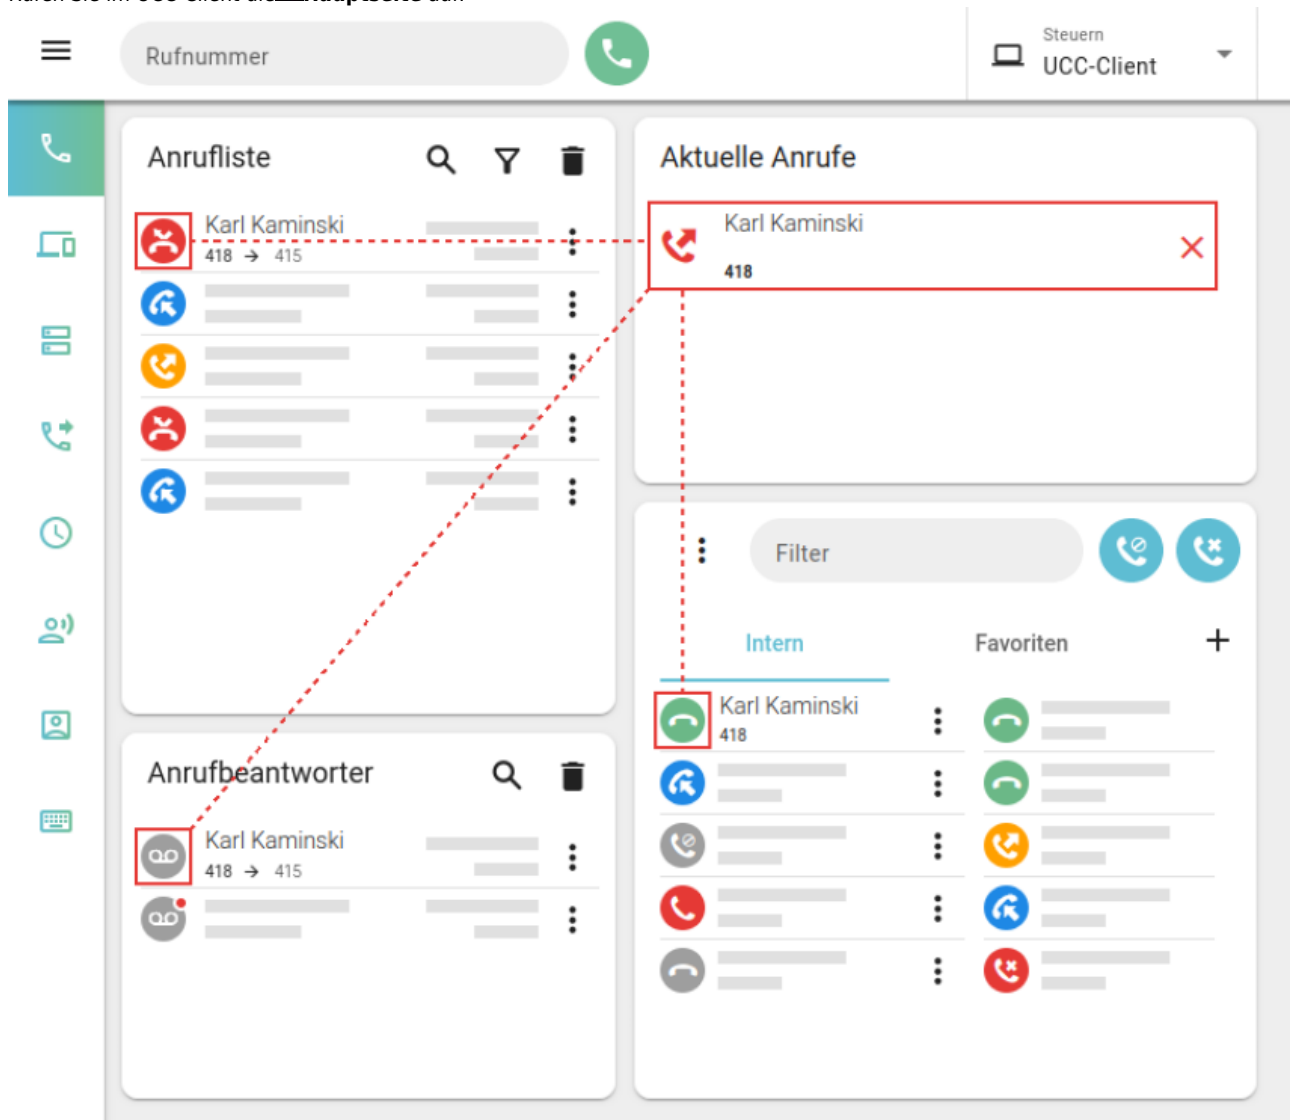 Rufnummer
Steuern
UCC-Client
Anrufliste
Karl Kaminski
418 → 415
Aktuelle Anrufe
Karl Kaminski
418
Filter
Intern
Favoriten
Karl Kaminski
418
Anrufbeantworter
Karl Kaminski
418 → 415